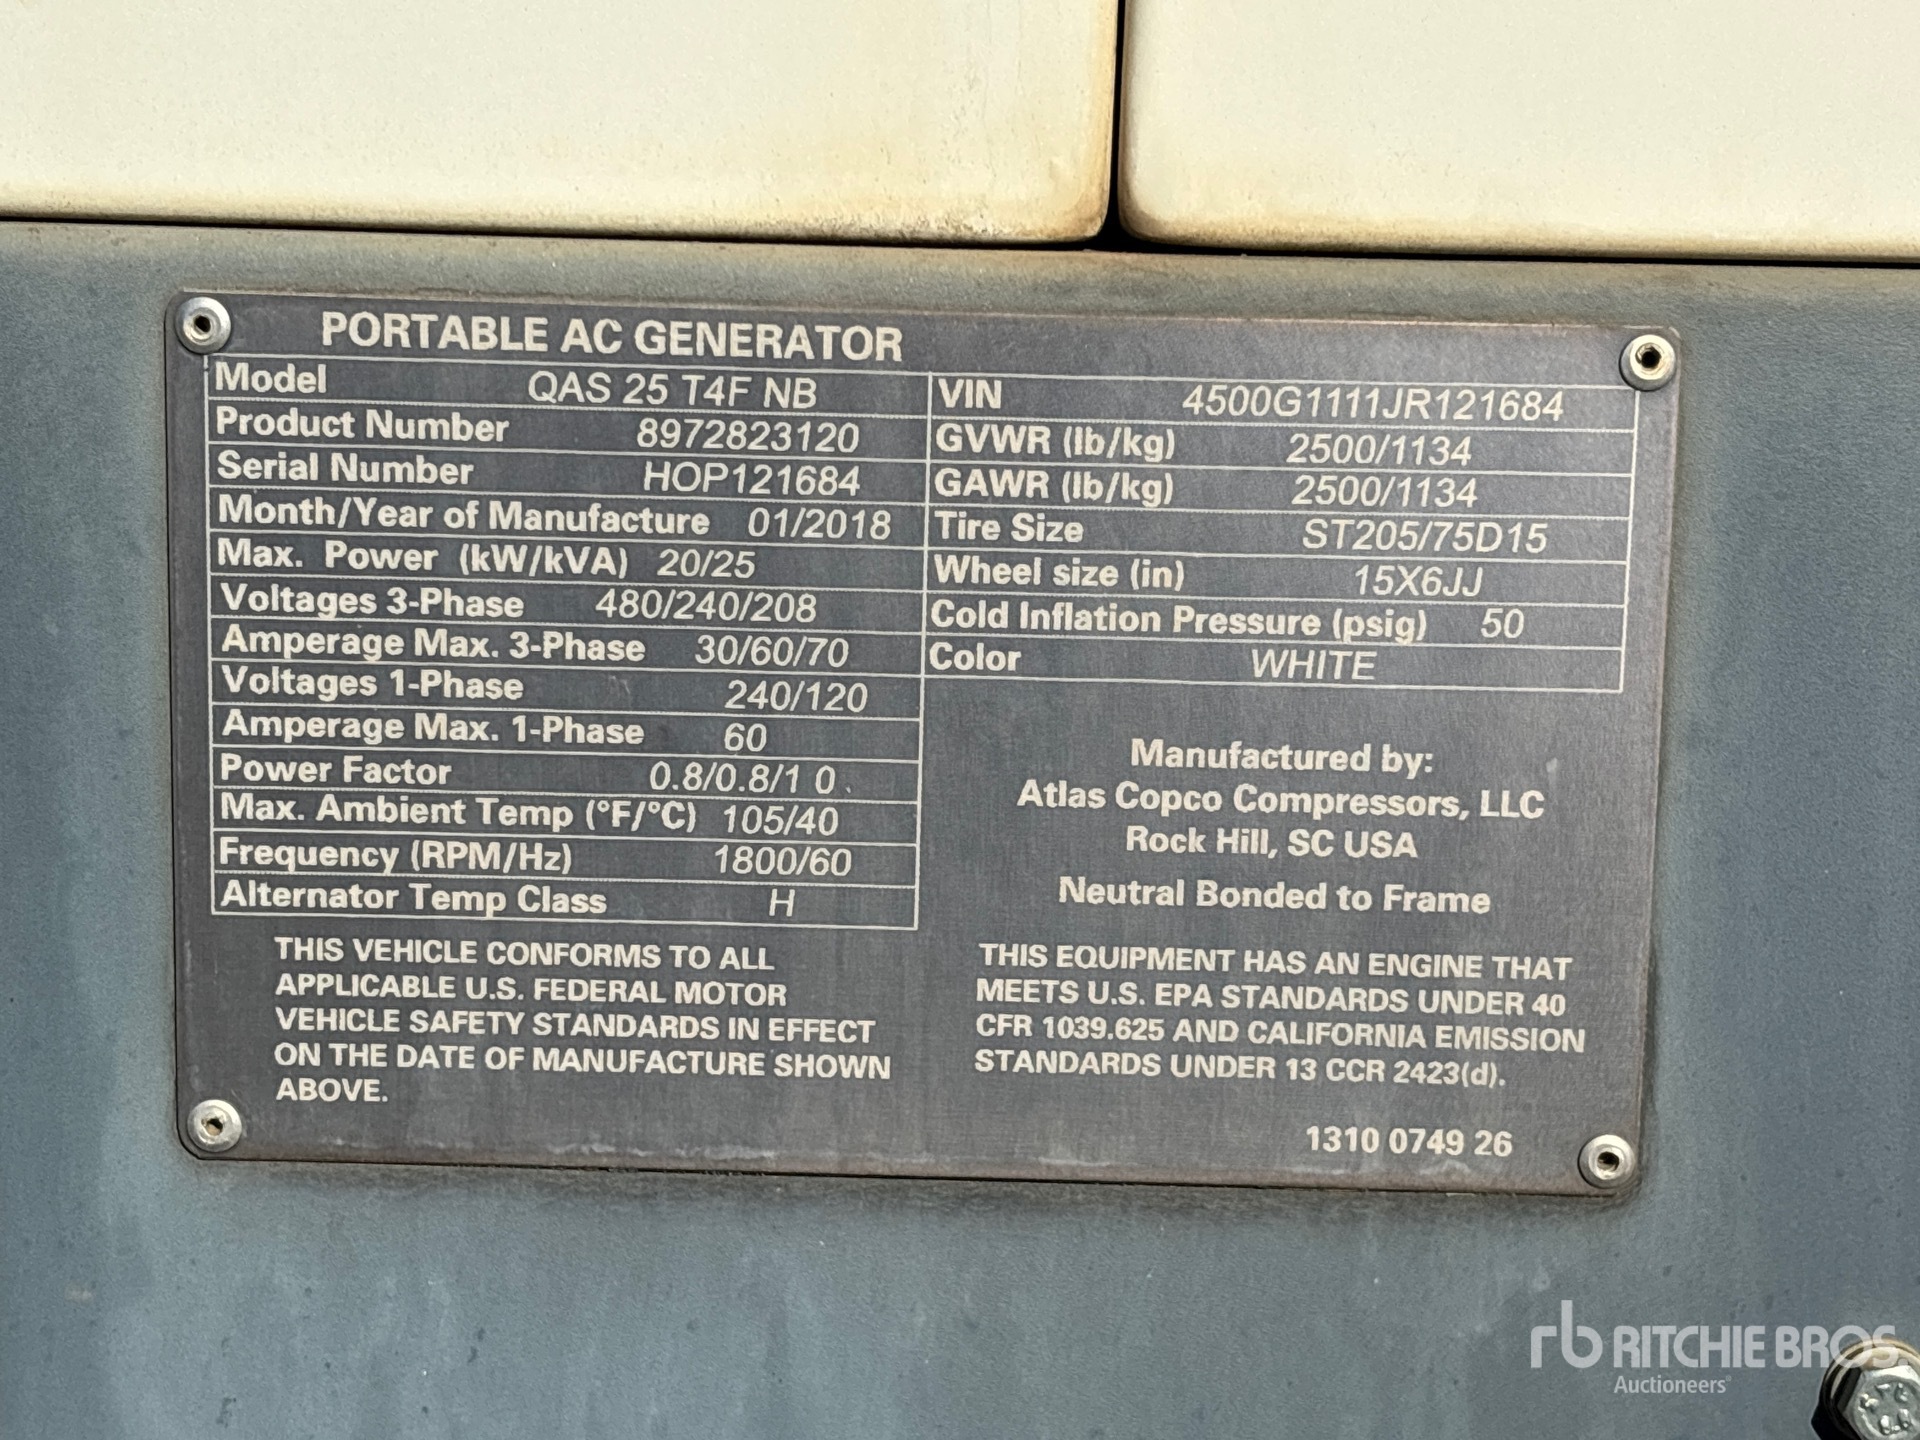 PORTABLE AC GENERATOR
Model QAS 25 T4F NB
Product Number 8972823120
Serial Number HOP121684
Month/Year of Manufacture 01/2018
Max. Power (kW/kVA) 20/25
Voltages 3-Phase 480/240/208
Amperage Max. 3-Phase 30/60/70
Voltages 1-Phase 240/120
Amperage Max. 1-Phase 60
Power Factor 0.8/0.8/1 0.
Max. Ambient Temp (°F/°C) 105/40
Frequency (RPM/Hz) 1800/60
Alternator Temp Class H
VIN 4500G1111JR121684
GVWR (lb/kg) 2500/1134
GAWR (lb/kg) 2500/1134
Tire Size ST205/75D15
Wheel size (in) 15X6JJ
Cold Inflation Pressure (psig) 50
Color WHITE
Manufactured by:
Atlas Copco Compressors, LLC
Rock Hill, SC USA
Neutral Bonded to Frame
THIS VEHICLE CONFORMS TO ALL
APPLICABLE U.S. FEDERAL MOTOR
VEHICLE SAFETY STANDARDS IN EFFECT
ON THE DATE OF MANUFACTURE SHOWN
ABOVE.
THIS EQUIPMENT HAS AN ENGINE THAT
MEETS U.S. EPA STANDARDS UNDER 40
CFR 1039.625 AND CALIFORNIA EMISSION
STANDARDS UNDER 13 CCR 2423(d).
1310 0749 26
rb RITCHIE BROS
Auctioneers